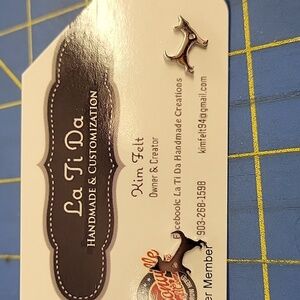 La Ti Da
HANDMADE & CUSTOMIZATION
Kim Felt
Owner & Creator
Facebook: La Ti Da Handmade Creations
903-268-1598 kimfelt94@gmail.com
Member